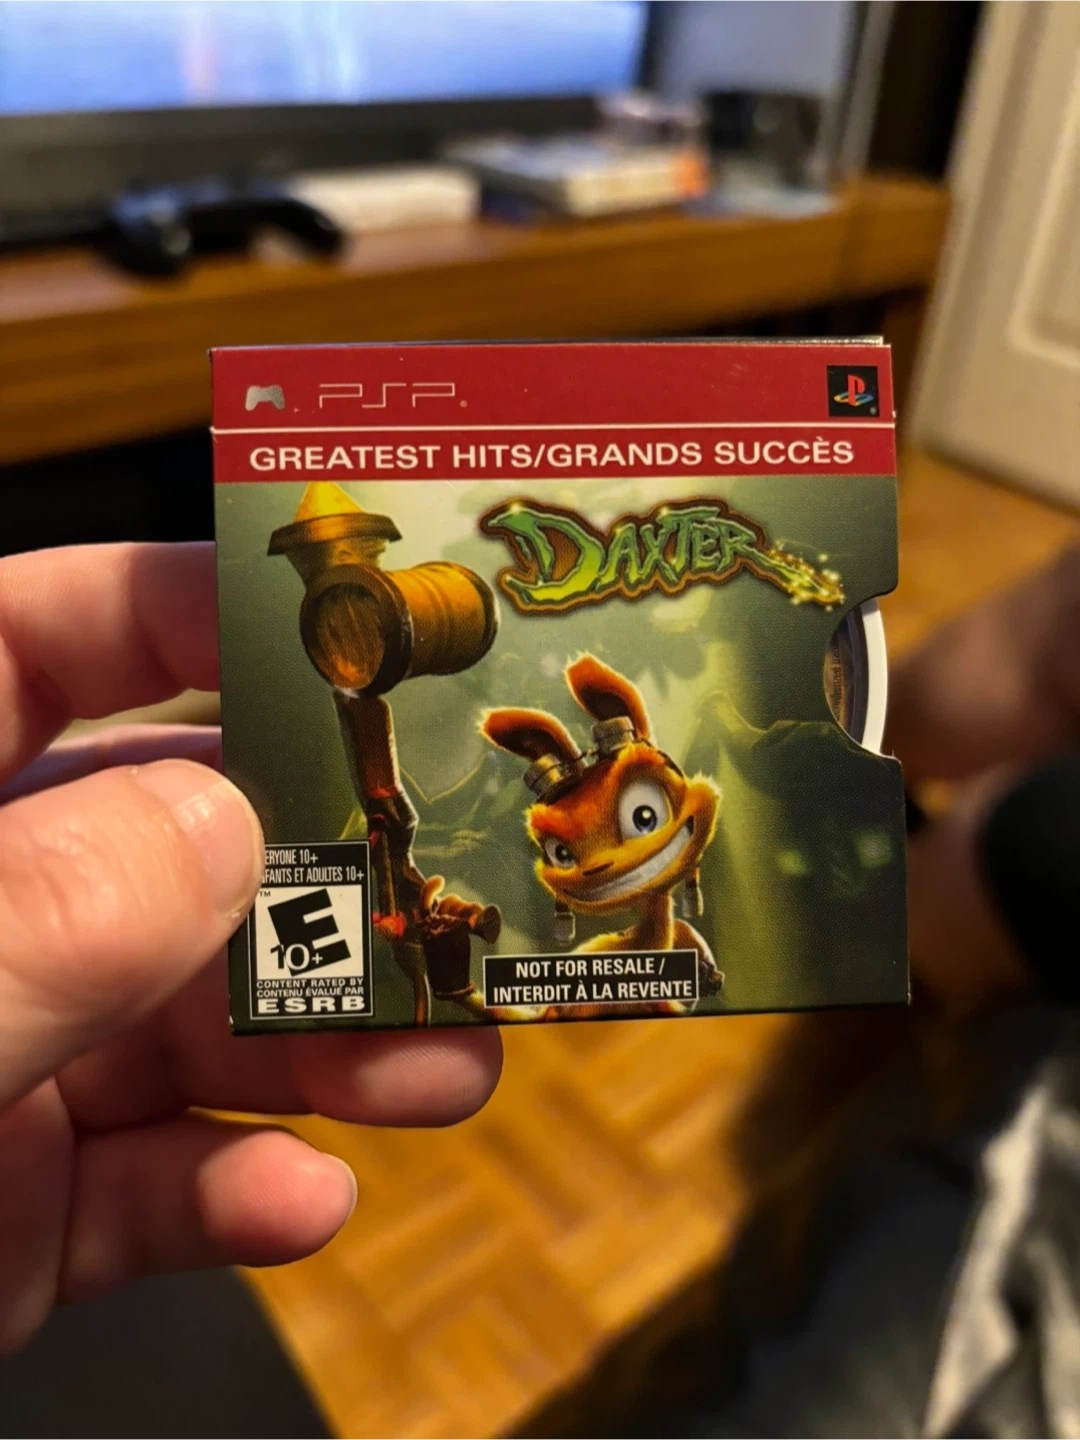 PSP
GREATEST HITS/GRANDS SUCCÈS
DAXTER
ERYONE 10+
FANTS ET ADULTES 10+
TM
E
10+
CONTENT RATED BY
CONTENU ÉVALUÉ PAR
ESRB
NOT FOR RESALE /
INTERDIT À LA REVENTE